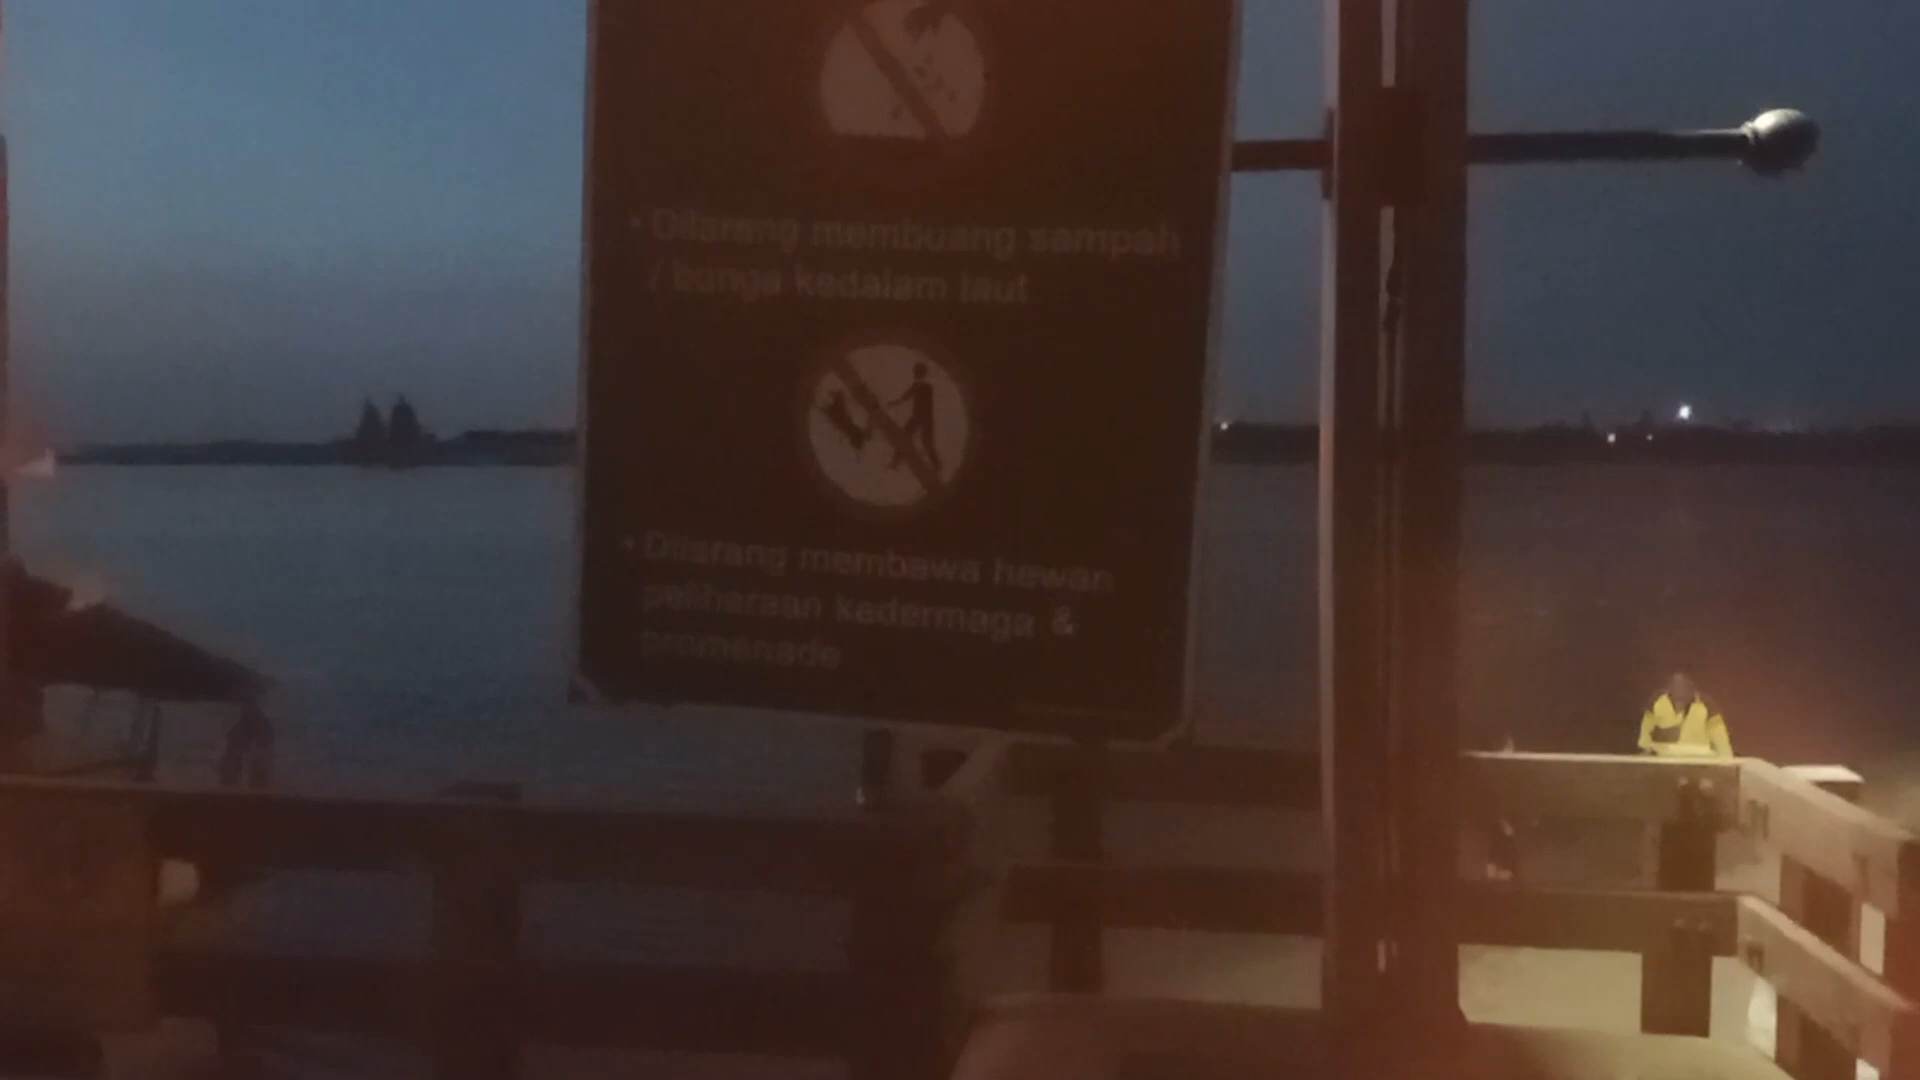 • Dilarang membuang sampah
/ bunga kedalam laut
• Dilarang membawa hewan
peliharaan kedermaga &
promenade